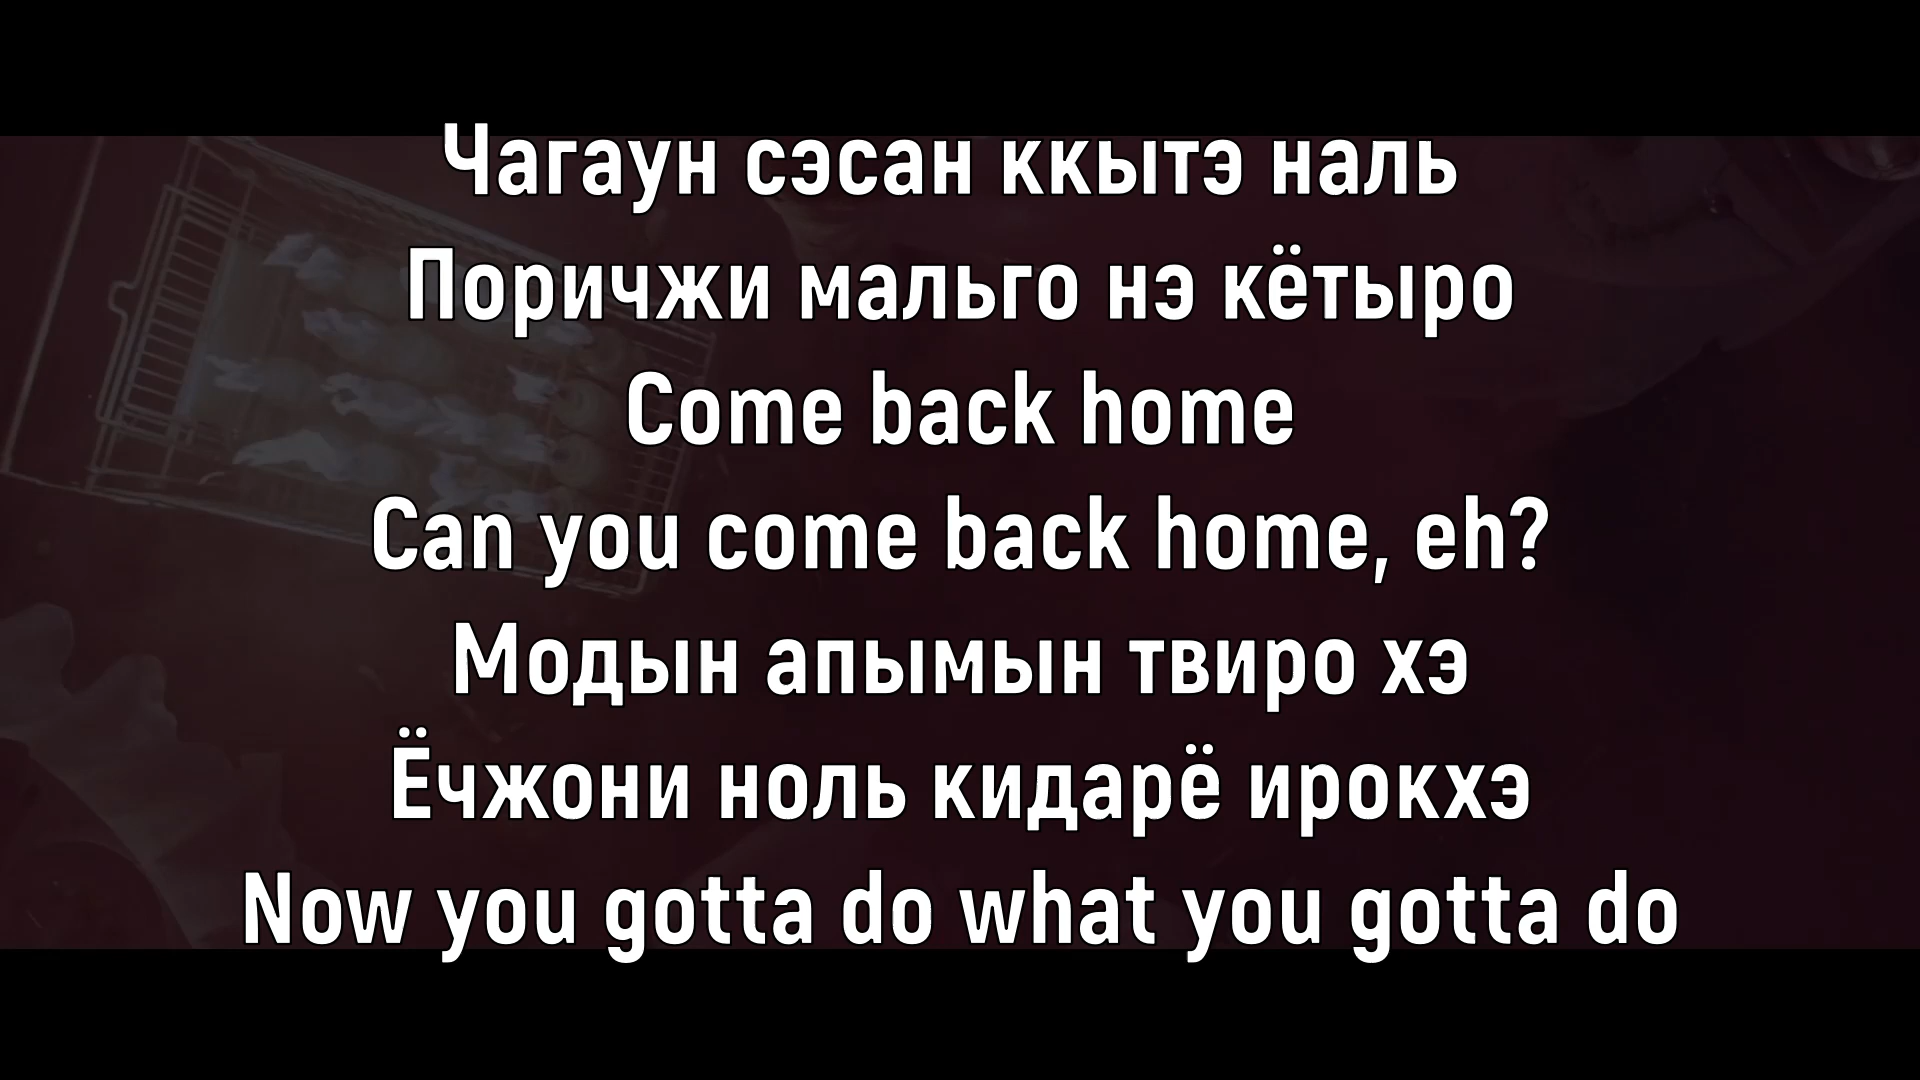 Чагаун сэсан ккытэ наль
Поричжи мальго нэ кётыро
Come back home
Can you come back home, eh?
Модын апымын твиро хэ
Ёчжони ноль кидарё ирокхэ
Now you gotta do what you gotta do